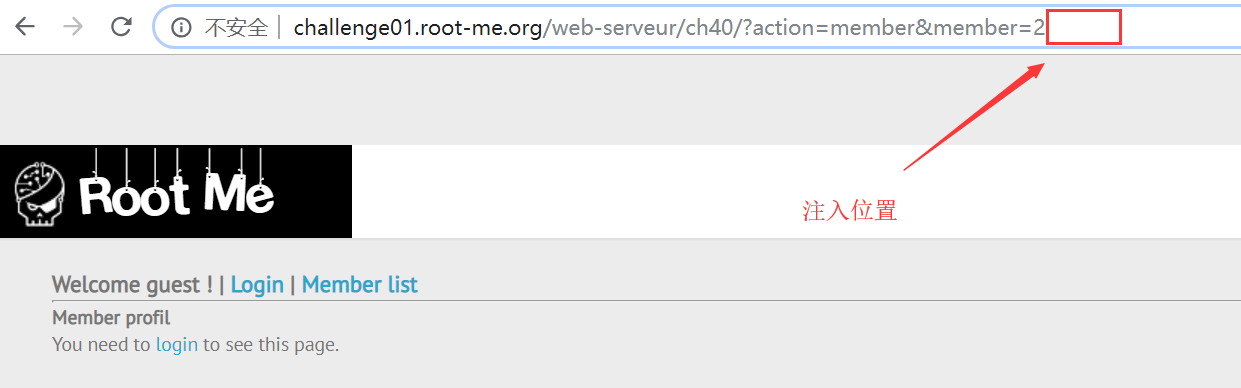 不安全 challenge01.root-me.org/web-serveur/ch40/?action=member&member=2
Root Me
注入位置
Welcome guest ! | Login | Member list
Member profil
You need to login to see this page.